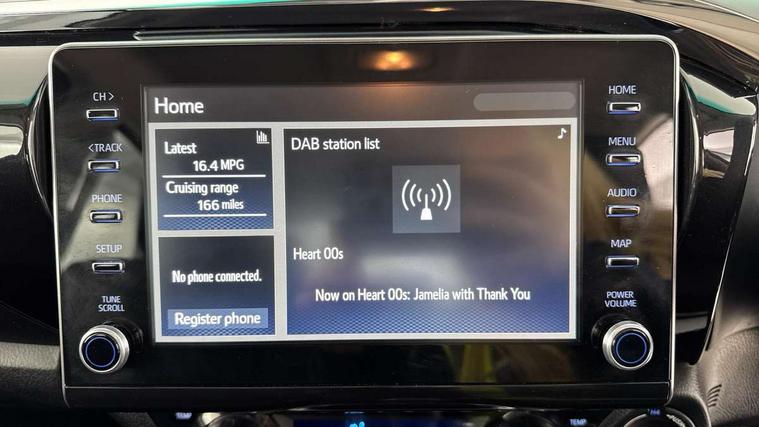 Home
CH >
<TRACK
PHONE
SETUP
TUNE
SCROLL
Latest
16.4 MPG
Cruising range
166 miles
No phone connected.
Register phone
DAB station list
Heart 00s
Now on Heart 00s: Jamelia with Thank You
HOME
MENU
AUDIO
MAP
POWER
VOLUME
TEMP